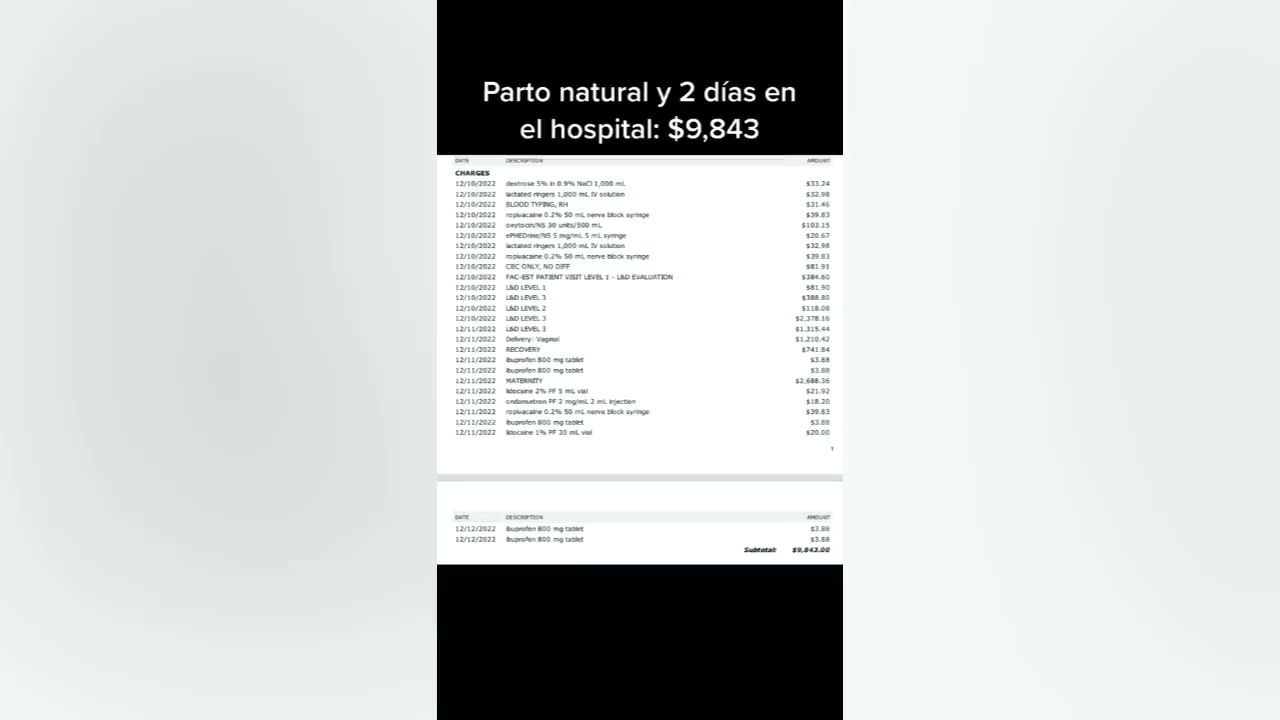 Parto natural y 2 días en
el hospital: $9,843
DATE DESCRIPTION AMOUNT
CHARGES
12/10/2022 dextrose 5% in 0.9% NaCl 1,000 mL $33.24
12/10/2022 lactated ringers 1,000 mL IV solution $32.98
12/10/2022 BLOOD TYPING, RH $31.46
12/10/2022 ropivacaine 0.2% 50 mL nerve block syringe $39.83
12/10/2022 oxytocin/NS 30 units/500 mL $103.15
12/10/2022 ePHEDrine/NS 5 mg/mL 5 mL syringe $20.67
12/10/2022 lactated ringers 1,000 mL IV solution $32.98
12/10/2022 ropivacaine 0.2% 50 mL nerve block syringe $39.83
12/10/2022 CBC ONLY, NO DIFF $81.91
12/10/2022 FAC-EST PATIENT VISIT LEVEL 1 - L&D EVALUATION $384.60
12/10/2022 L&D LEVEL 1 $81.90
12/10/2022 L&D LEVEL 3 $388.80
12/10/2022 L&D LEVEL 2 $118.08
12/10/2022 L&D LEVEL 3 $2,378.16
12/11/2022 L&D LEVEL 3 $1,315.44
12/11/2022 Delivery: Vaginal $1,210.42
12/11/2022 RECOVERY $741.84
12/11/2022 ibuprofen 800 mg tablet $3.88
12/11/2022 ibuprofen 800 mg tablet $3.88
12/11/2022 MATERNITY $2,688.36
12/11/2022 lidocaine 2% PF 5 mL vial $21.92
12/11/2022 ondansetron PF 2 mg/mL 2 mL injection $18.20
12/11/2022 ropivacaine 0.2% 50 mL nerve block syringe $39.83
12/11/2022 ibuprofen 800 mg tablet $3.88
12/11/2022 lidocaine 1% PF 30 mL vial $20.00
1
DATE DESCRIPTION AMOUNT
12/12/2022 ibuprofen 800 mg tablet $3.88
12/12/2022 ibuprofen 800 mg tablet $3.88
Subtotal: $9,843.00